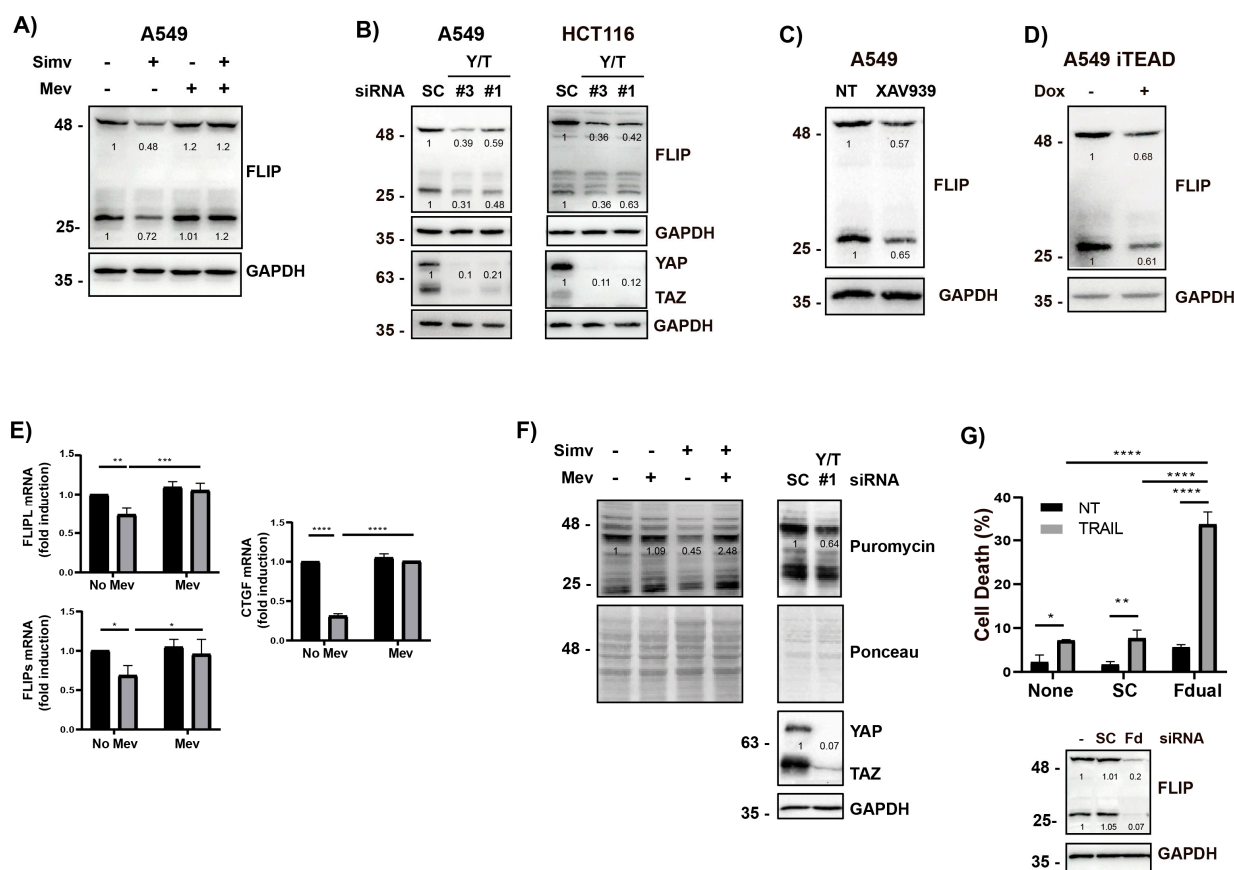 A)
A549
Simv - + - +
Mev - - + +
48 -
1 0.48 1.2 1.2
FLIP
25-
1 0.72 1.01 1.2
35 -
GAPDH
B)
A549 HCT116
Y/T Y/T
siRNA SC #3 #1 SC #3 #1
48 -
1 0.39 0.59 1 0.36 0.42
FLIP
25 -
1 0.31 0.48 1 0.36 0.63
35 -
GAPDH
YAP
63 -
1 0.1 0.21 1 0.11 0.12
TAZ
35 -
GAPDH
C)
A549
NT XAV939
48 -
1 0.57
FLIP
25 -
1 0.65
35 -
GAPDH
D)
A549 iTEAD
Dox - +
48 -
1 0.68
FLIP
25 -
1 0.61
35 -
GAPDH
E)
FLIPL mRNA
(fold induction)
1.5
1.0
0.5
0.0
** ***
No Mev Mev
FLIPs mRNA
(fold induction)
1.5
1.0
0.5
0.0
* *
No Mev Mev
CTGF mRNA
(fold induction)
1.5
1.0
0.5
0.0
**** ****
No Mev Mev
F)
Simv - - + +
Mev - + - +
Y/T
SC #1 siRNA
48 -
1 1.09 0.45 2.48 1 0.64
Puromycin
25 -
48 -
Ponceau
YAP
63 -
1 0.07
TAZ
35 -
GAPDH
G)
****
****
****
NT
TRAIL
Cell Death (%)
40
30
20
10
0
* **
None SC Fdual
- SC Fd siRNA
48 -
1 1.01 0.2
FLIP
25-
1 1.05 0.07
35 -
GAPDH